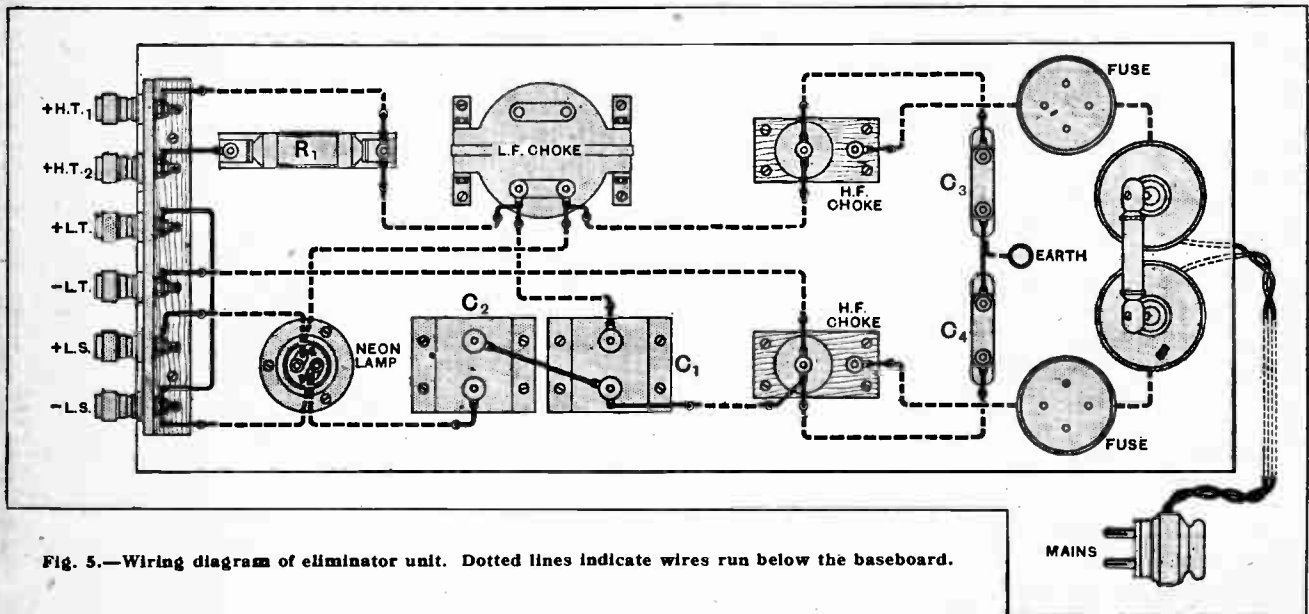 +H.T.1
+H.T.2
+L.T.
−L.T.
+L.S.
−L.S.
R1
L.F. CHOKE
H.F.
CHOKE
FUSE
C3
EARTH
C4
NEON
LAMP
C2
C1
H.F.
CHOKE
FUSE
MAINS
Fig. 5.—Wiring diagram of eliminator unit. Dotted lines indicate wires run below the baseboard.